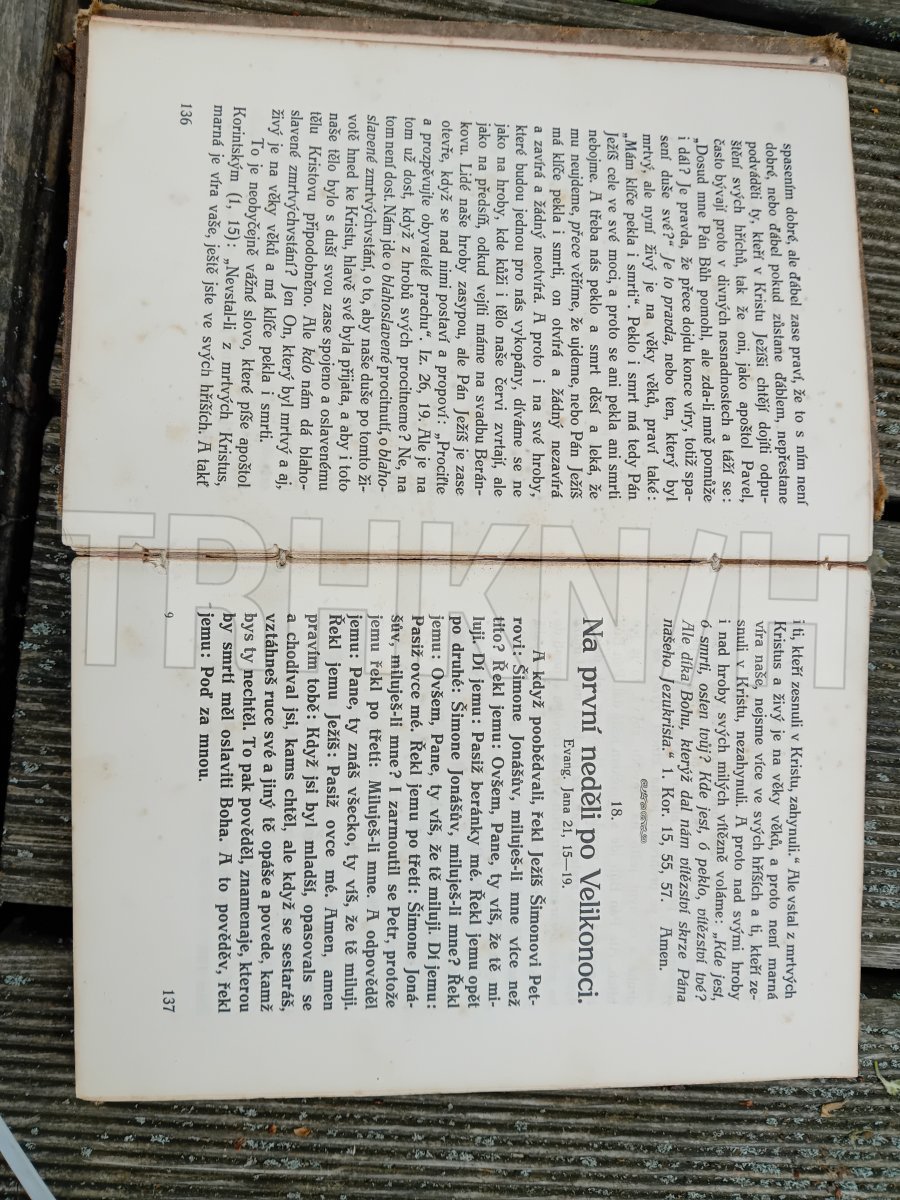 spasením dobré, ale ďábel zase praví, že to s ním není
dobré, nebo ďábel pokud zůstane ďáblem, nepřestane
podváděti ty, kteří v Kristu Ježíši chtějí dojíti odpu-
štění svých hříchů, tak že oni, jako apoštol Pavel,
často bývají proto v divných nesnadnostech a táží se:
„Dosud mne Pán Bůh pomohl, ale zda-li mně pomůže
i dál? Je pravda, že přece dojdu konce víry, totiž spa-
sení duše své?“ Je to pravda, nebo ten, který byl
mrtvý, ale nyní živý je na věky věků, praví také:
„Mám klíče pekla i smrti“. Peklo i smrt má tedy Pán
Ježíš cele ve své moci, a proto se ani pekla ani smrti
nebojme. A třeba nás peklo a smrt děsí a leká, že
mu neujdeme, přece věříme, že ujdeme, nebo Pán Ježíš
má klíče pekla i smrti, on otvírá a žádný nezavírá
a zavírá a žádný neotvírá. A proto i na své hroby,
které budou jednou pro nás vykopány, díváme se ne
jako na hroby, kde kůži i tělo naše červi zvrtají, ale
jako na předsíň, odkud vejíti máme na svadbu Berán-
kovu. Lidé naše hroby zasypou, ale Pán Ježíš je zase
otevře, když se nad nimi postaví a propoví: „Prociťte
a prozpěvujte obyvatelé prachu“. Iz. 26, 19. Ale je na
tom už dost, když z hrobů svých procitneme? Ne, na
tom není dost. Nám jde o blahoslavené procitnutí, o blaho-
slavené zmrtvýchvstání, o to, aby naše duše po tomto ži-
votě hned ke Kristu, hlavě své byla přijata, a aby i toto
naše tělo bylo s duší svou zase spojeno a oslavenému
tělu Kristovu připodobněno. Ale kdo nám dá blaho-
slavené zmrtvýchvstání? Jen On, který byl mrtvý a aj,
živý je na věky věků a má klíče pekla i smrti.
To je neobyčejně vážné slovo, které píše apoštol
Korintským (1, 15): „Nevstal-li z mrtvých Kristus,
marná je víra vaše, ještě jste ve svých hříších. A takť
136
i ti, kteří zesnuli v Kristu, zahynuli.“ Ale vstal z mrtvých
Kristus a živý je na věky věků, a proto není marná
víra naše, nejsme více ve svých hříších a ti, kteří ze-
snuli v Kristu, nezahynuli. A proto nad svými hroby
i nad hroby svých milých vítězně voláme: „Kde jest,
ó smrti, osten tvůj? Kde jest, ó peklo, vítězství tvé?
Ale díka Bohu, kterýž dal nám vítězství skrze Pána
našeho Jezukrista.“ 1. Kor. 15, 55, 57. Amen.
18.
Na první neděli po Velikonoci.
Evang. Jana 21, 15—19.
A když poobědvali, řekl Ježíš Šimonovi Pet-
rovi: Šimone Jonášův, miluješ-li mne více než
tito? Řekl jemu: Ovšem, Pane, ty víš, že tě mi-
luji. Dí jemu: Pasiž beránky mé. Řekl jemu opět
po druhé: Šimone Jonášův, miluješ-li mne? Řekl
jemu: Ovšem, Pane, ty víš, že tě miluji. Dí jemu:
Pasiž ovce mé. Řekl jemu po třetí: Šimone Joná-
šův, miluješ-li mne? I zarmoutil se Petr, protože
jemu řekl po třetí: Miluješ-li mne. A odpověděl
jemu: Pane, ty znáš všecko, ty víš, že tě miluji.
Řekl jemu Ježíš: Pasiž ovce mé. Amen, amen
pravím tobě: Když jsi byl mladší, opasovals se
a chodíval jsi, kams chtěl, ale když se sestaráš,
vztáhneš ruce své a jiný tě opáše a povede, kamž
bys ty nechtěl. To pak pověděl, znamenaje, kterou
by smrtí měl oslaviti Boha. A to pověděv, řekl
jemu: Poď za mnou.
9
137
TRHKNIH